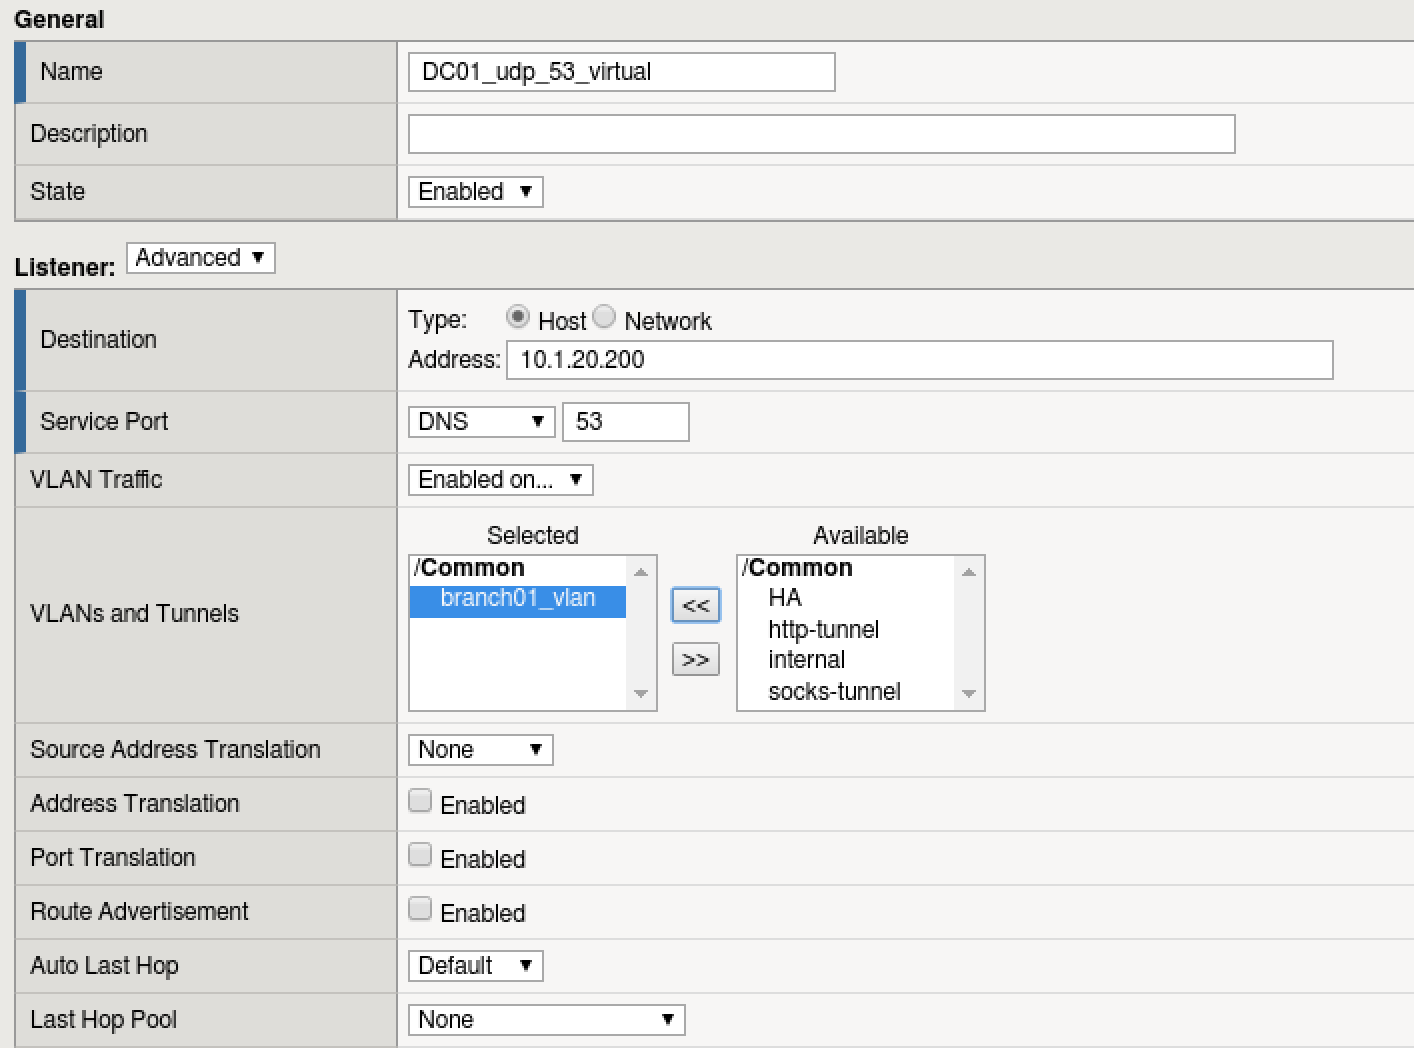 General
Name DC01_udp_53_virtual
Description
State Enabled
Listener: Advanced
Destination Type: Host Network
Address: 10.1.20.200
Service Port DNS 53
VLAN Traffic Enabled on...
VLANs and Tunnels Selected Available
/Common /Common
branch01_vlan << HA
http-tunnel
>> internal
socks-tunnel
Source Address Translation None
Address Translation Enabled
Port Translation Enabled
Route Advertisement Enabled
Auto Last Hop Default
Last Hop Pool None